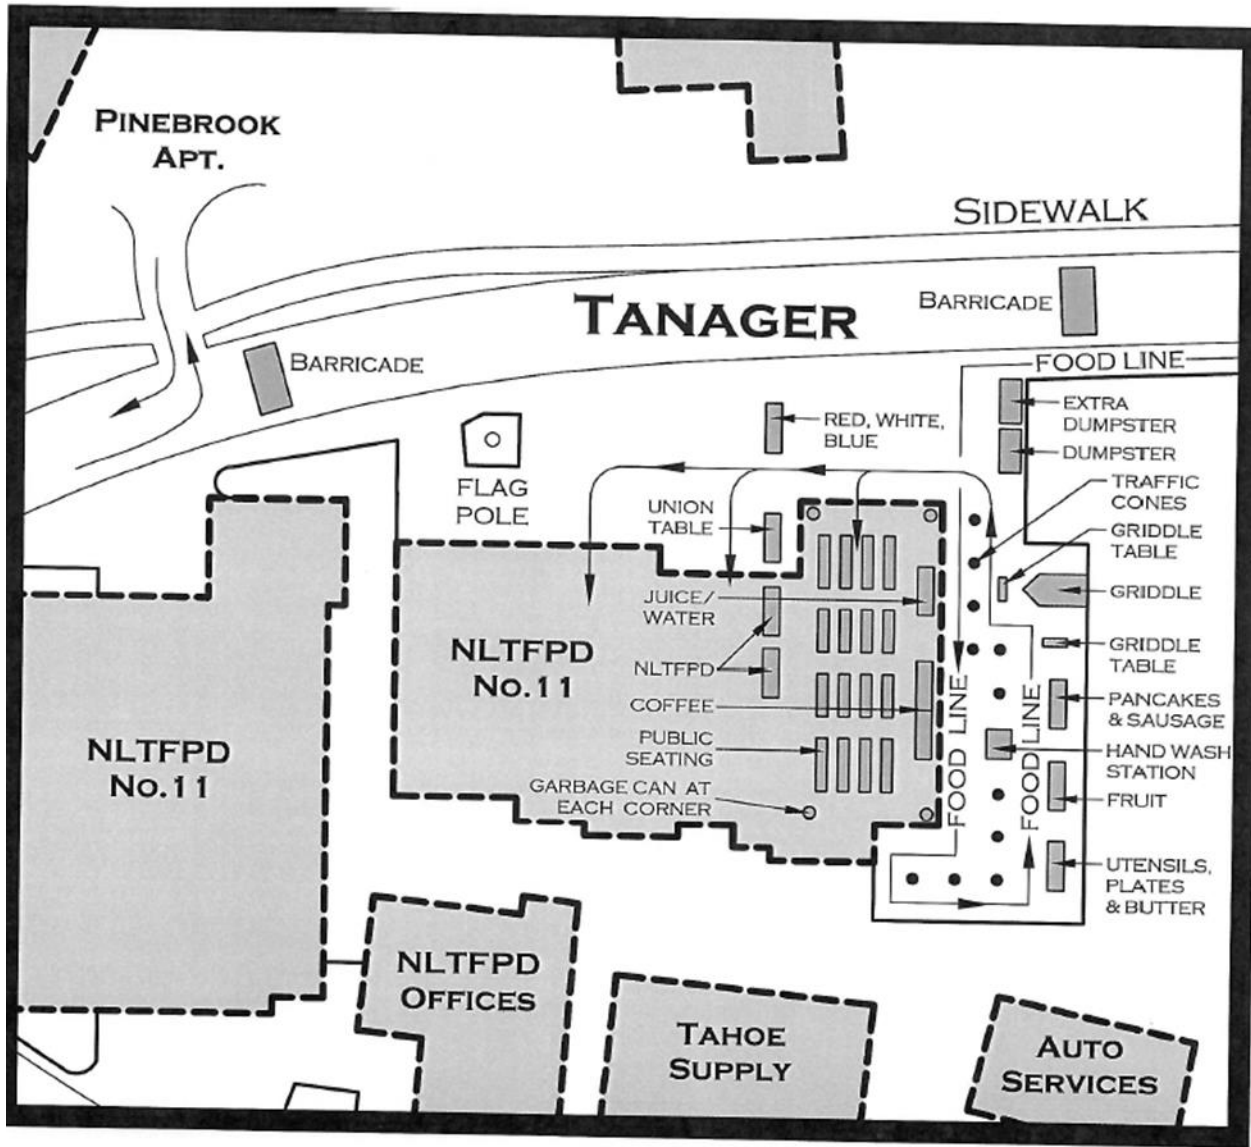 PINEBROOK
APT.
SIDEWALK
TANAGER
BARRICADE
BARRICADE
FOOD LINE
EXTRA
DUMPSTER
RED, WHITE,
BLUE
DUMPSTER
FLAG
POLE
UNION
TABLE
TRAFFIC
CONES
GRIDDLE
TABLE
GRIDDLE
JUICE/
WATER
NLTFPD
NO.11
NLTFPD
GRIDDLE
TABLE
COFFEE
PANCAKES
& SAUSAGE
PUBLIC
SEATING
FOOD LINE
FOOD LINE
HAND WASH
STATION
GARBAGE CAN AT
EACH CORNER
FRUIT
NLTFPD
NO.11
UTENSILS,
PLATES
& BUTTER
NLTFPD
OFFICES
TAHOE
SUPPLY
AUTO
SERVICES